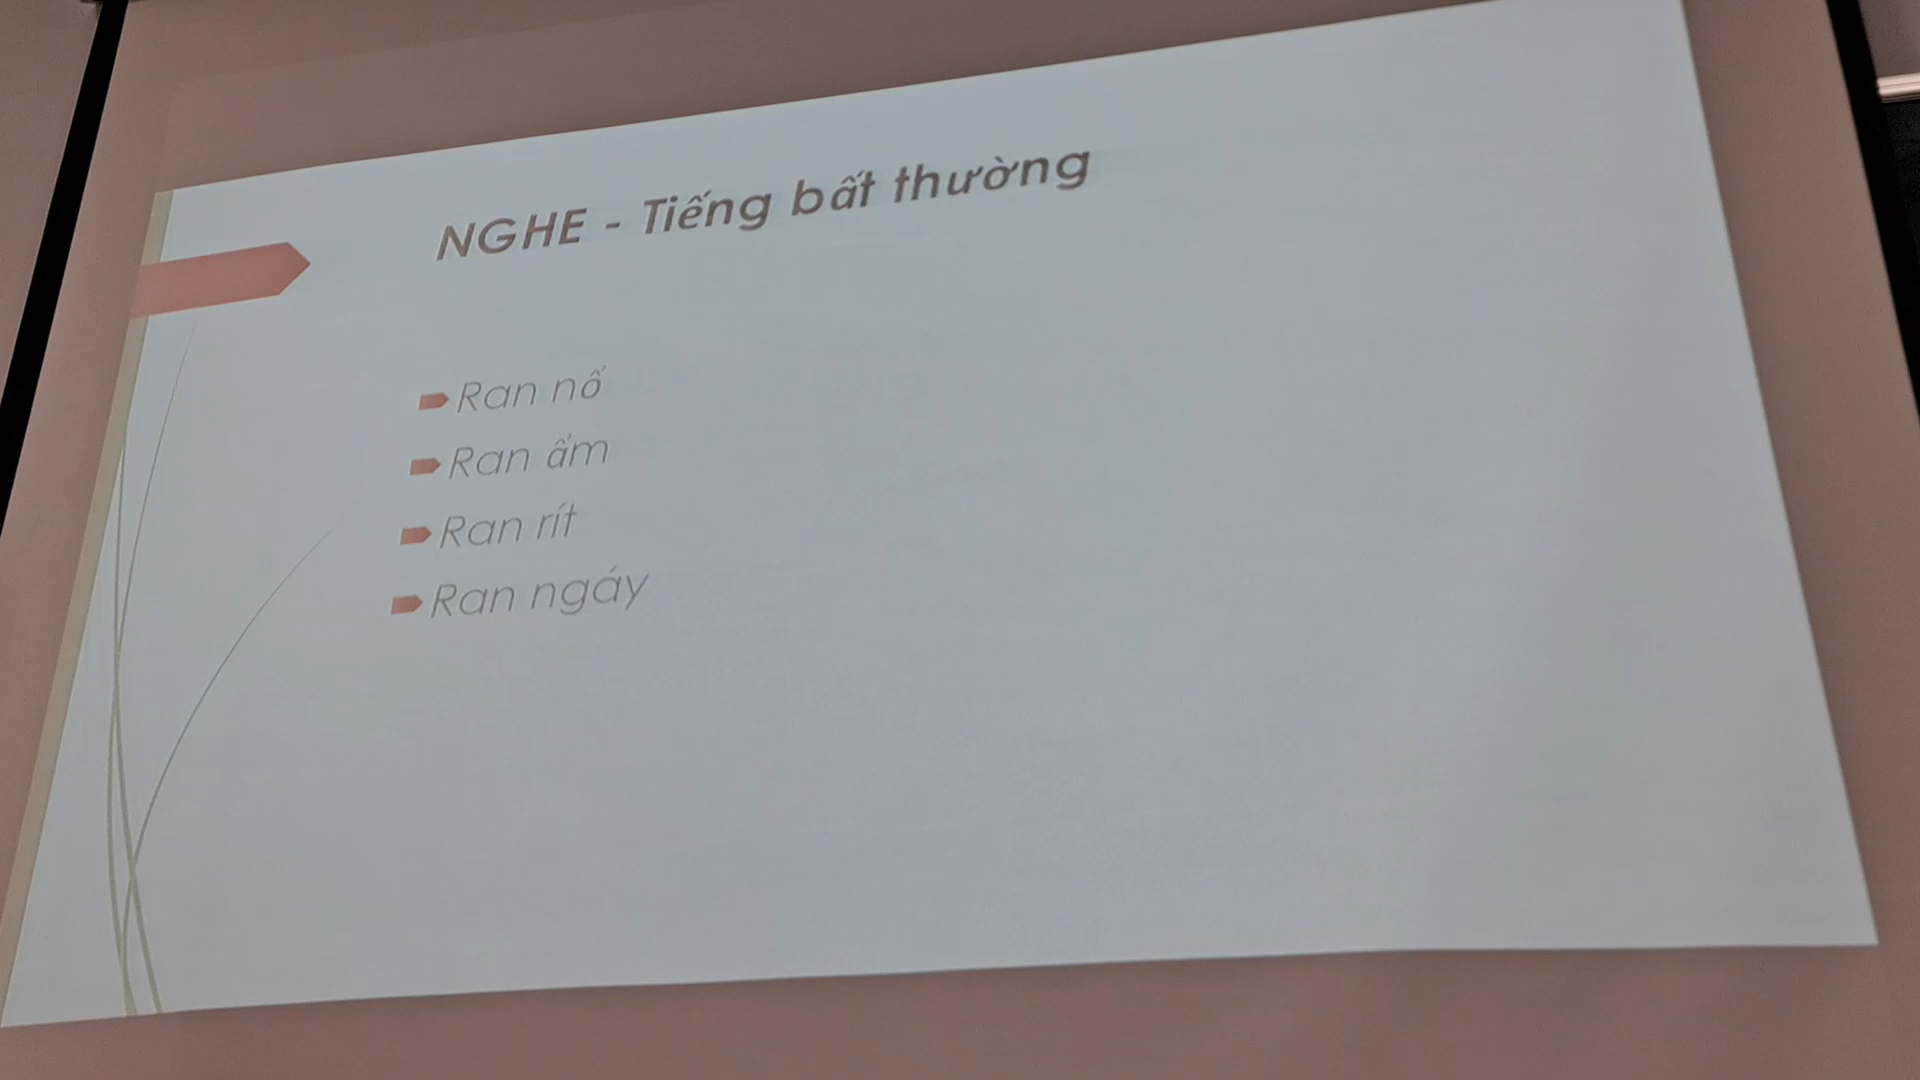 NGHE - Tiếng bất thường
Ran nổ
Ran ẩm
Ran rít
Ran ngáy